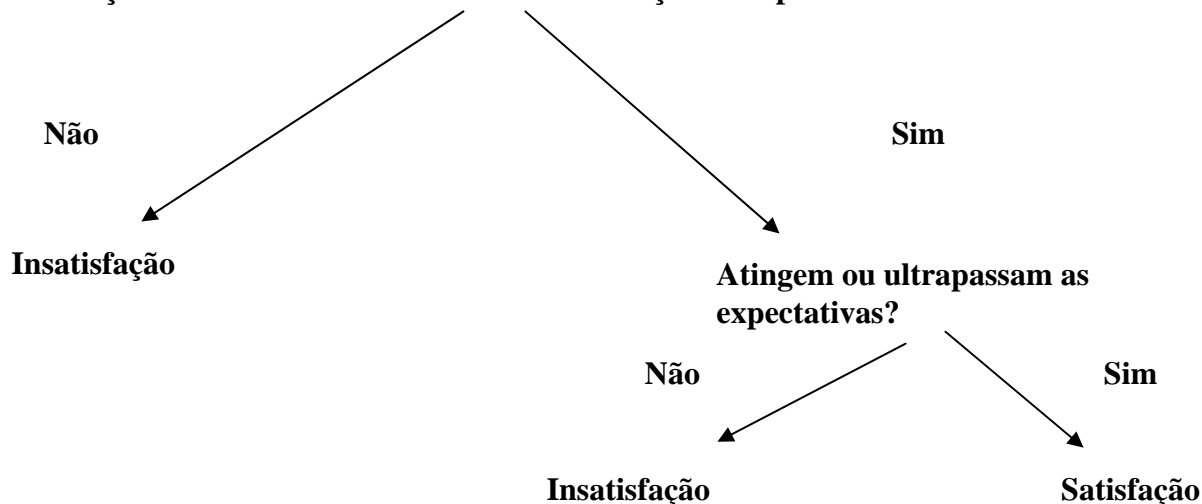 Não
Sim
Insatisfação
Atingem ou ultrapassam as
expectativas?
Não
Sim
Insatisfação
Satisfação